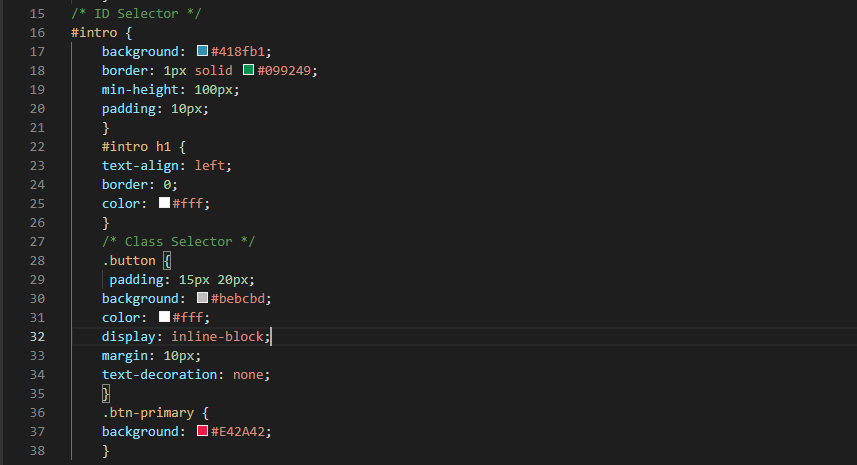 15 /* ID Selector */
16 #intro {
17 background: #418fb1;
18 border: 1px solid #099249;
19 min-height: 100px;
20 padding: 10px;
21 }
22 #intro h1 {
23 text-align: left;
24 border: 0;
25 color: #fff;
26 }
27 /* Class Selector */
28 .button {
29 padding: 15px 20px;
30 background: #bebcbd;
31 color: #fff;
32 display: inline-block;
33 margin: 10px;
34 text-decoration: none;
35 }
36 .btn-primary {
37 background: #E42A42;
38 }